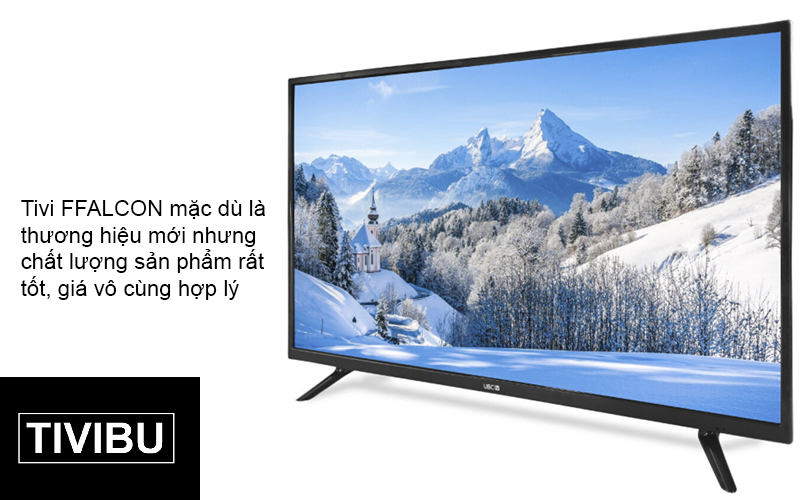 Tivi FFALCON mặc dù là
thương hiệu mới nhưng
chất lượng sản phẩm rất
tốt, giá vô cùng hợp lý
TIVIBU